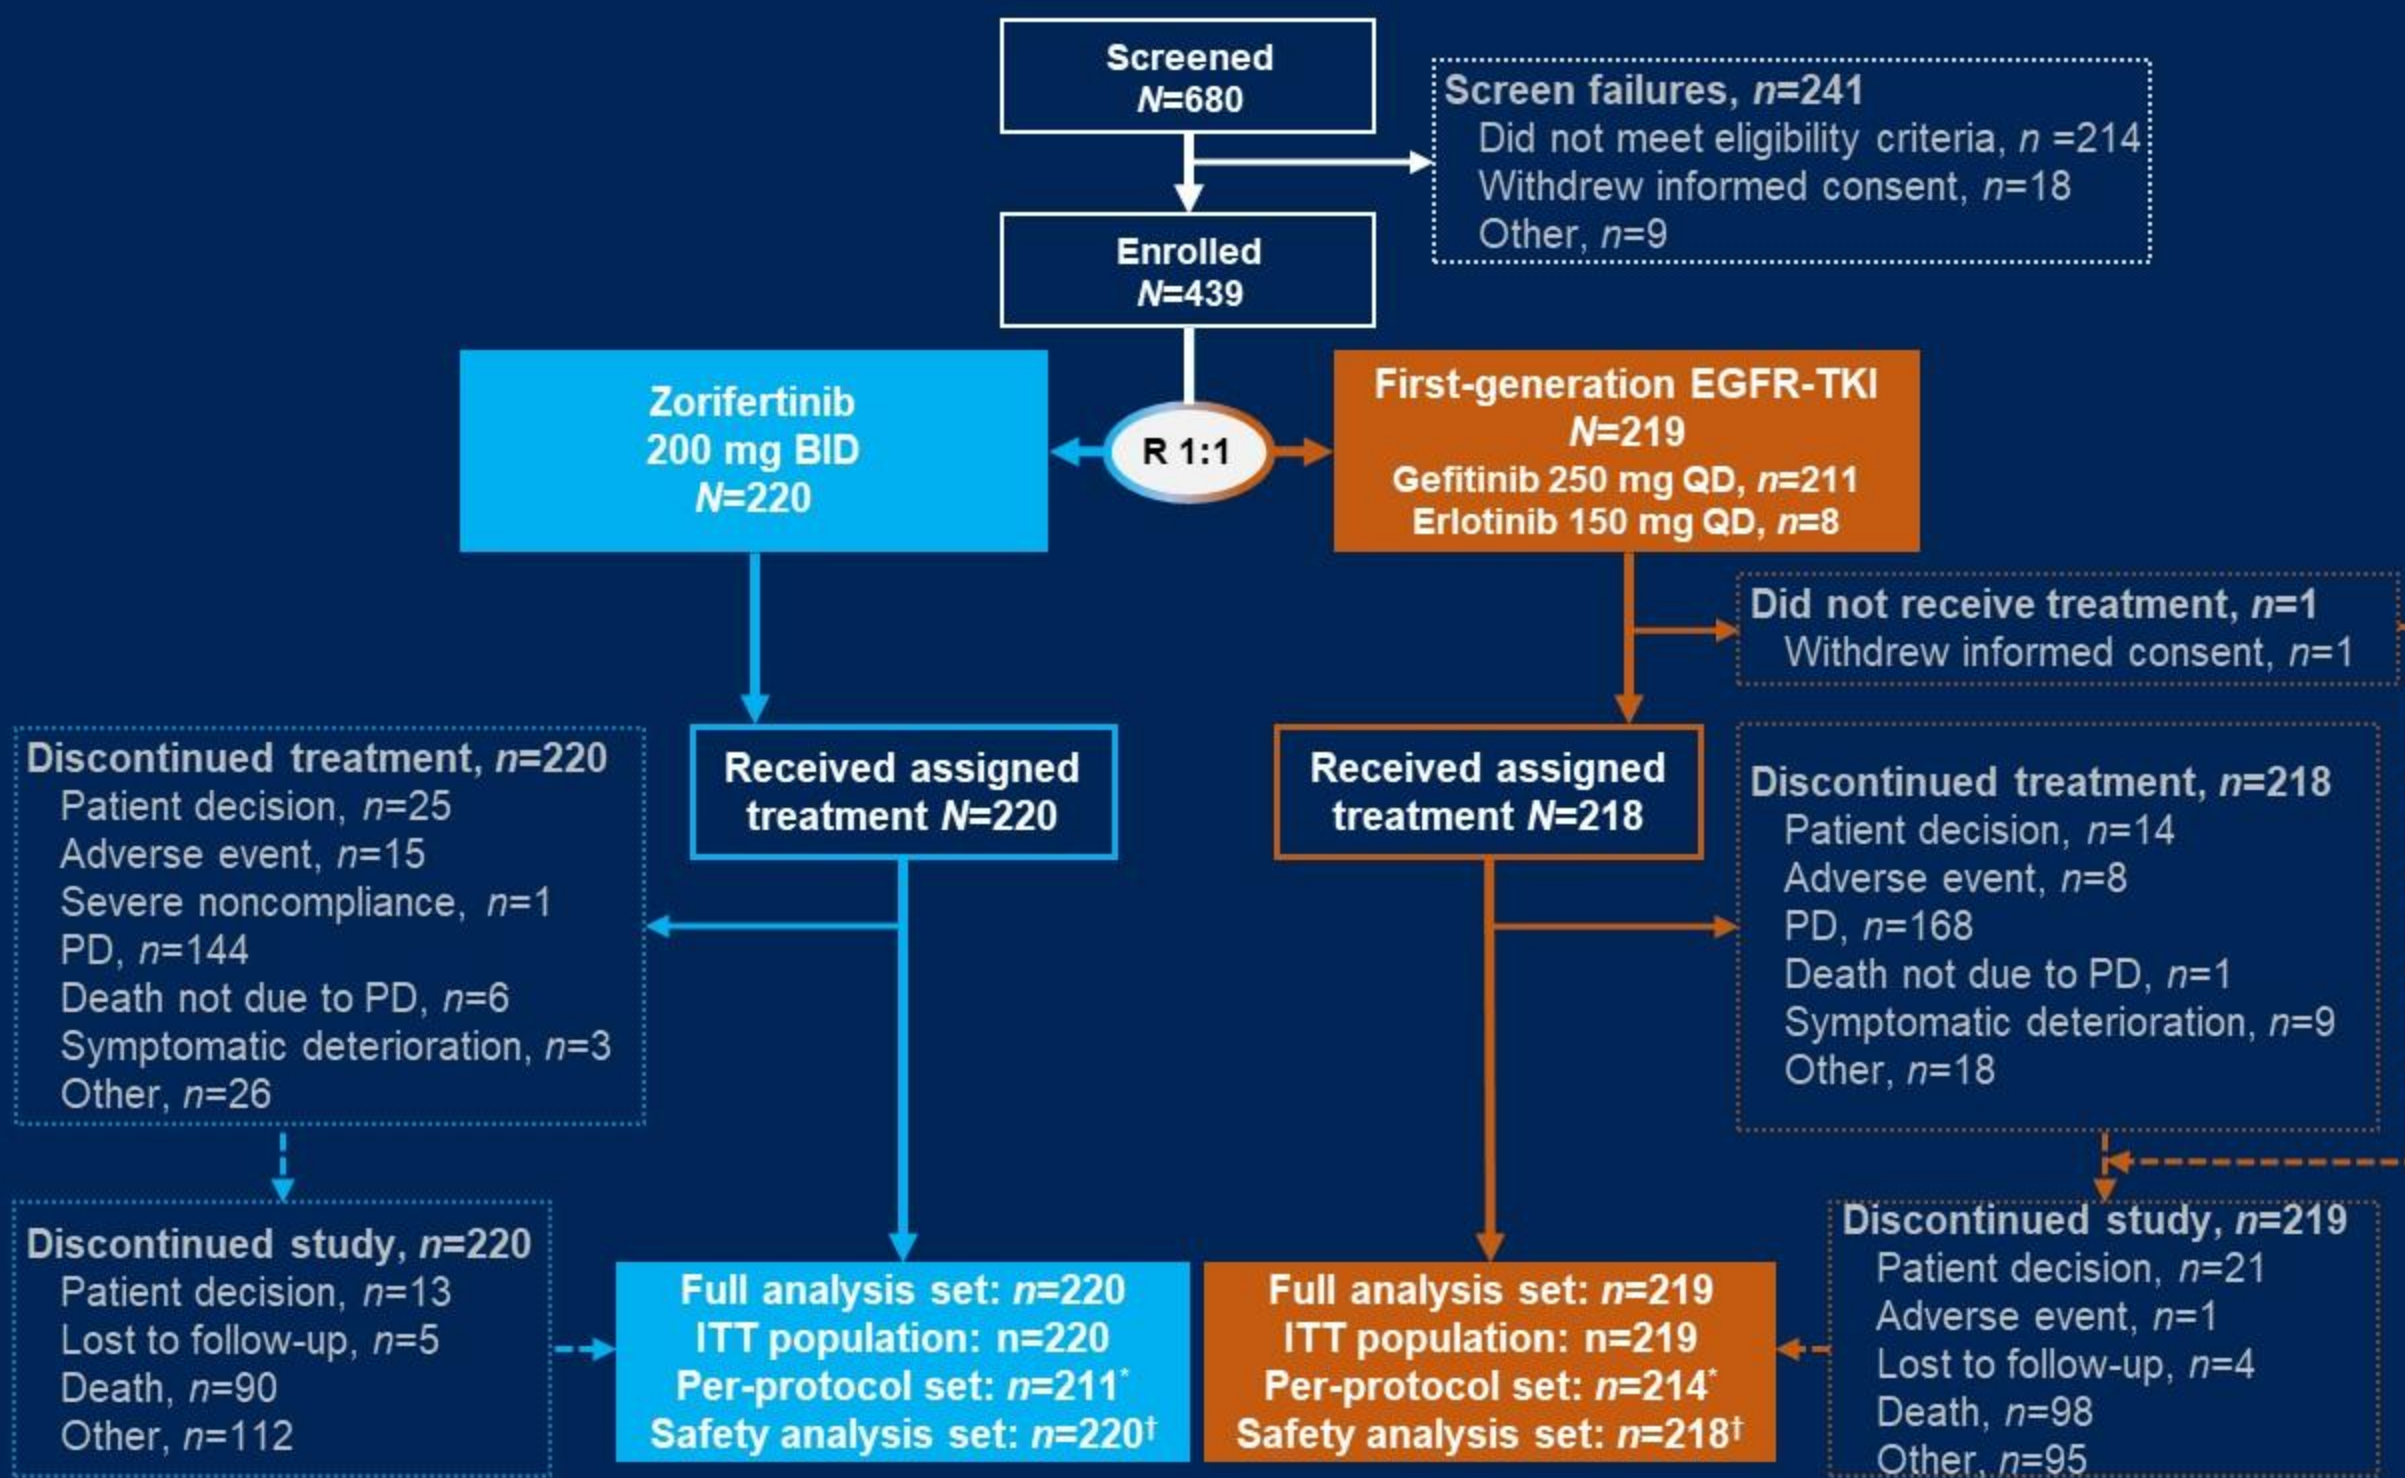 Screened
N=680
Screen failures, n=241
Did not meet eligibility criteria, n =214
Withdrew informed consent, n=18
Other, n=9
Enrolled
N=439
Zorifertinib
200 mg BID
N=220
R 1:1
First-generation EGFR-TKI
N=219
Gefitinib 250 mg QD, n=211
Erlotinib 150 mg QD, n=8
Did not receive treatment, n=1
Withdrew informed consent, n=1
Discontinued treatment, n=220
Patient decision, n=25
Adverse event, n=15
Severe noncompliance, n=1
PD, n=144
Death not due to PD, n=6
Symptomatic deterioration, n=3
Other, n=26
Received assigned
treatment N=220
Received assigned
treatment N=218
Discontinued treatment, n=218
Patient decision, n=14
Adverse event, n=8
PD, n=168
Death not due to PD, n=1
Symptomatic deterioration, n=9
Other, n=18
Discontinued study, n=220
Patient decision, n=13
Lost to follow-up, n=5
Death, n=90
Other, n=112
Full analysis set: n=220
ITT population: n=220
Per-protocol set: n=211*
Safety analysis set: n=220†
Full analysis set: n=219
ITT population: n=219
Per-protocol set: n=214*
Safety analysis set: n=218†
Discontinued study, n=219
Patient decision, n=21
Adverse event, n=1
Lost to follow-up, n=4
Death, n=98
Other, n=95